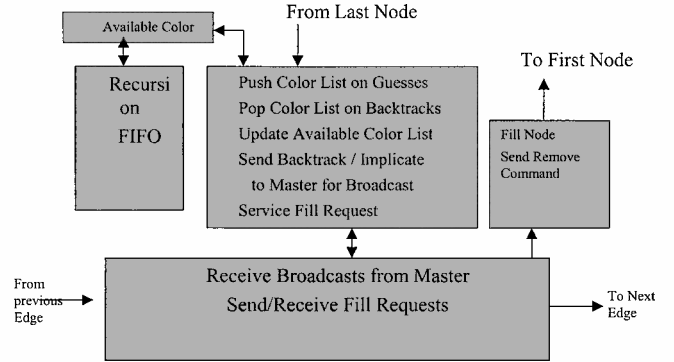 From Last Node
Available Color
To First Node
Recursi
on
FIFO
Push Color List on Guesses
Pop Color List on Backtracks
Update Available Color List
Send Backtrack / Implicate
to Master for Broadcast
Service Fill Request
Fill Node
Send Remove
Command
Receive Broadcasts from Master
Send/Receive Fill Requests
From
previous
Edge
To Next
Edge